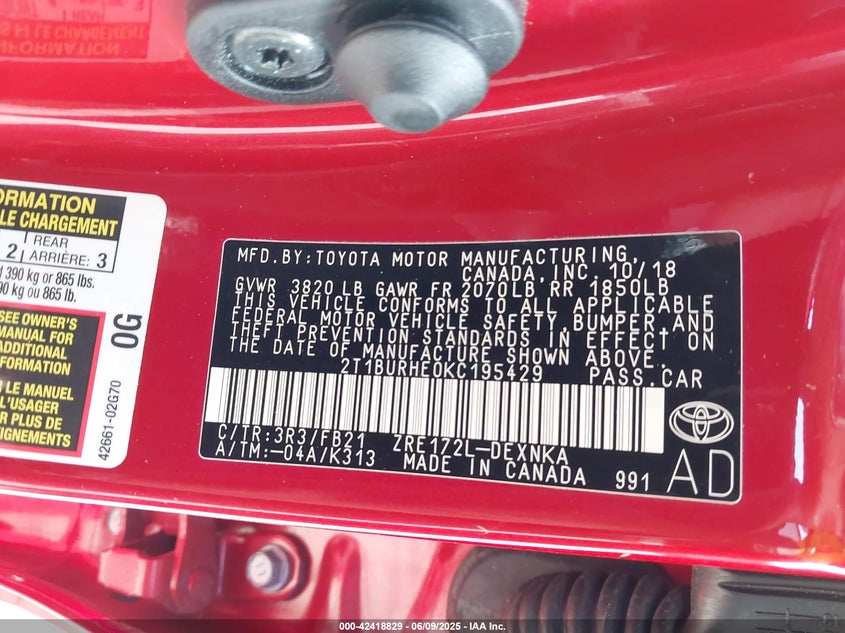 ORMATION
LE CHARGEMENT
2 REAR
ARRIÈRE: 3
390 kg or 865 lbs.
90 kg ou 865 lb.
SEE OWNER'S
MANUAL FOR
ADDITIONAL
INFORMATION
LE MANUEL
L'USAGER
PLUS DE
42661-02G70
0G
MFD.BY:TOYOTA MOTOR MANUFACTURING,
CANADA,INC. 10/18
GVWR 3820 LB GAWR FR 2070LB,RR 1850LB
THIS VEHICLE CONFORMS TO ALL APPLICABLE
FEDERAL MOTOR VEHICLE SAFETY,BUMPER,AND
THEFT PREVENTION STANDARDS IN EFFECT ON
THE DATE OF MANUFACTURE SHOWN ABOVE.
2T1BURHE0KC195429 PASS.CAR
C/TR:3R3/FB21 ZRE172L-DEXNKA
A/TM:-04A/K313 MADE IN CANADA 991
AD
000-42418829 - 06/09/2025 - IAA Inc.